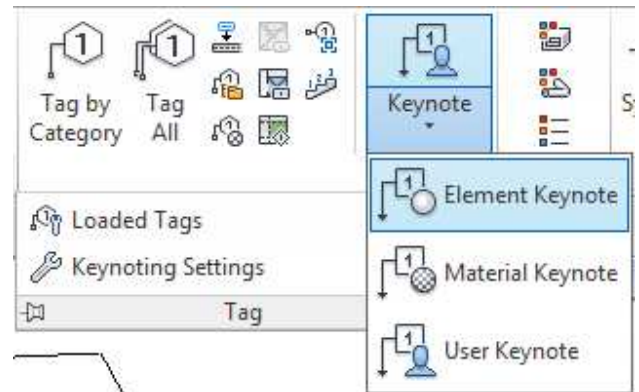 Tag by
Category
Tag
All
Keynote
Loaded Tags
Keynoting Settings
Tag
Element Keynote
Material Keynote
User Keynote